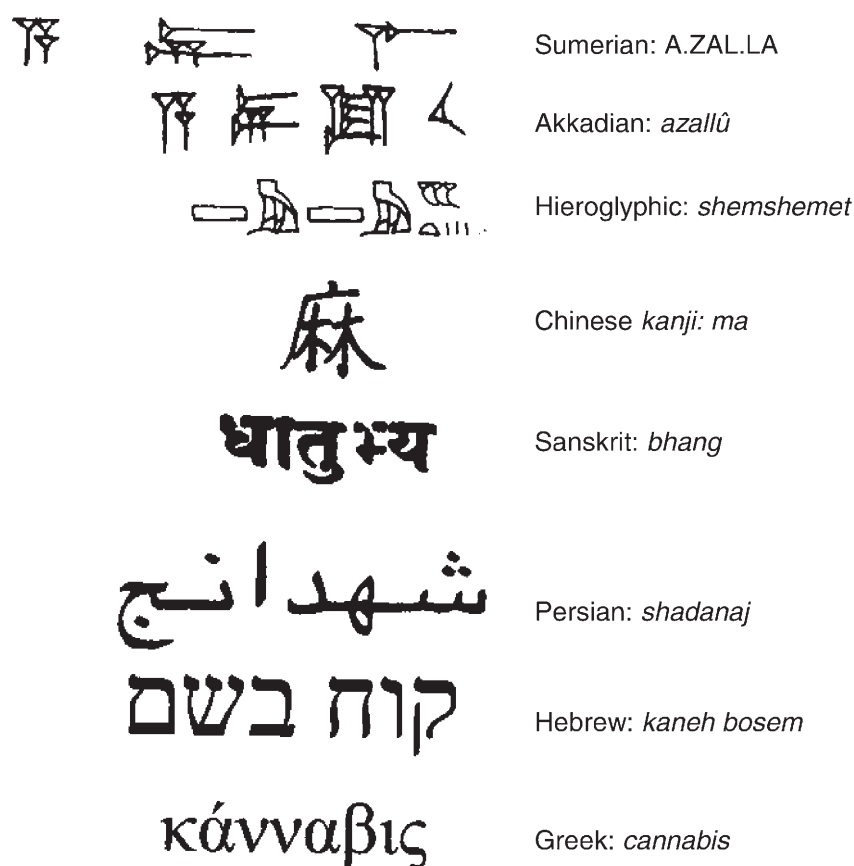 Sumerian: A.ZAL.LA
Akkadian: azallû
Hieroglyphic: shemshemet
麻 Chinese kanji: ma
धातु भ्य Sanskrit: bhang
شهدانج Persian: shadanaj
קוח בשם Hebrew: kaneh bosem
κάνναβις Greek: cannabis